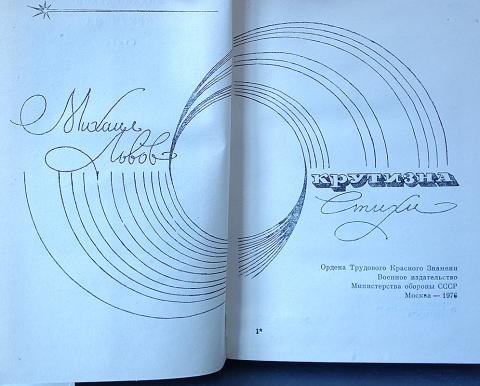 Михаил
Львов
КРУТИЗНА
Стихи
Ордена Трудового Красного Знамени
Военное издательство
Министерства обороны СССР
Москва — 1976
1*